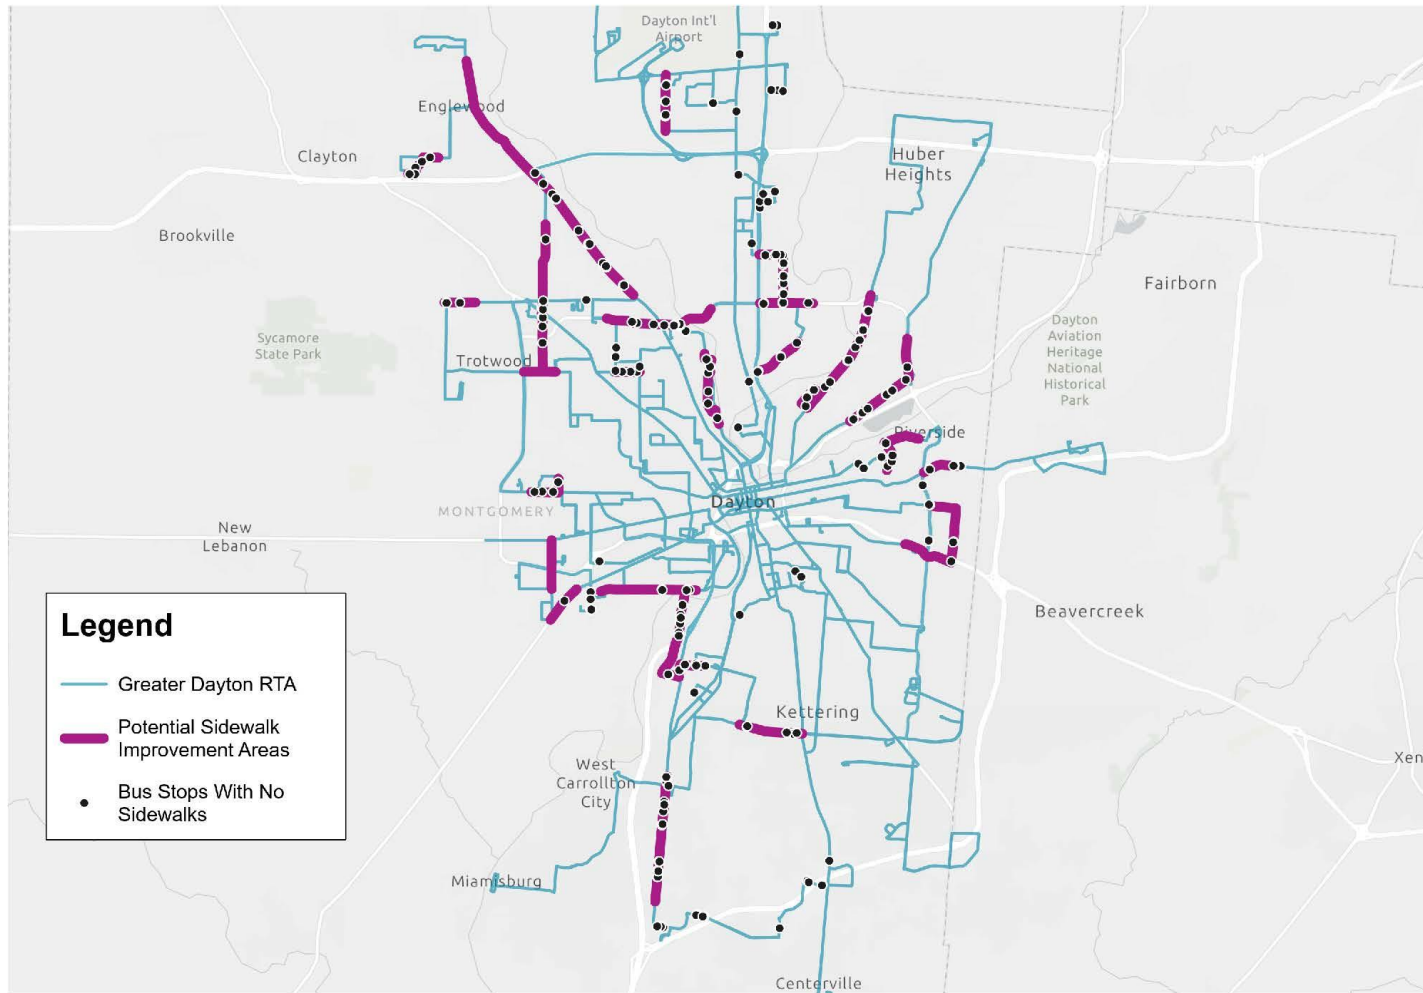 Dayton Int'l
Airport
Englewood
Clayton
Huber
Heights
Brookville
Fairborn
Sycamore
State Park
Dayton
Aviation
Heritage
National
Historical
Park
Trotwood
Riverside
Dayton
MONTGOMERY
New
Lebanon
Beavercreek
Legend
Greater Dayton RTA
Potential Sidewalk
Improvement Areas
Bus Stops With No
Sidewalks
Kettering
West
Carrollton
City
Xen
Miamisburg
Centerville